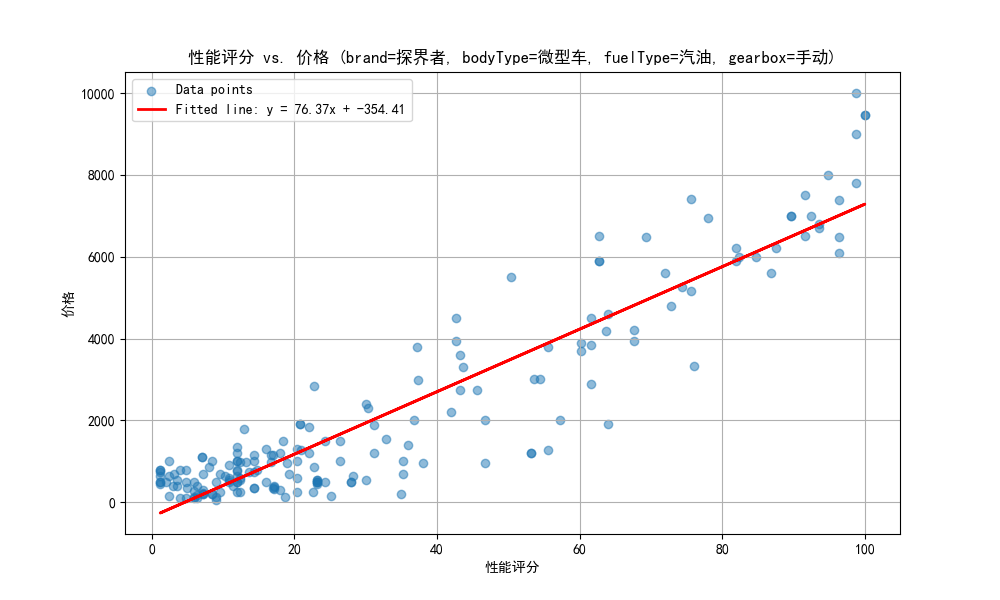 性能评分 vs. 价格 (brand=探界者, bodyType=微型车, fuelType=汽油, gearbox=手动)
Data points
Fitted line: y = 76.37x + -354.41
10000
8000
6000
4000
2000
0
价格
0 20 40 60 80 100
性能评分